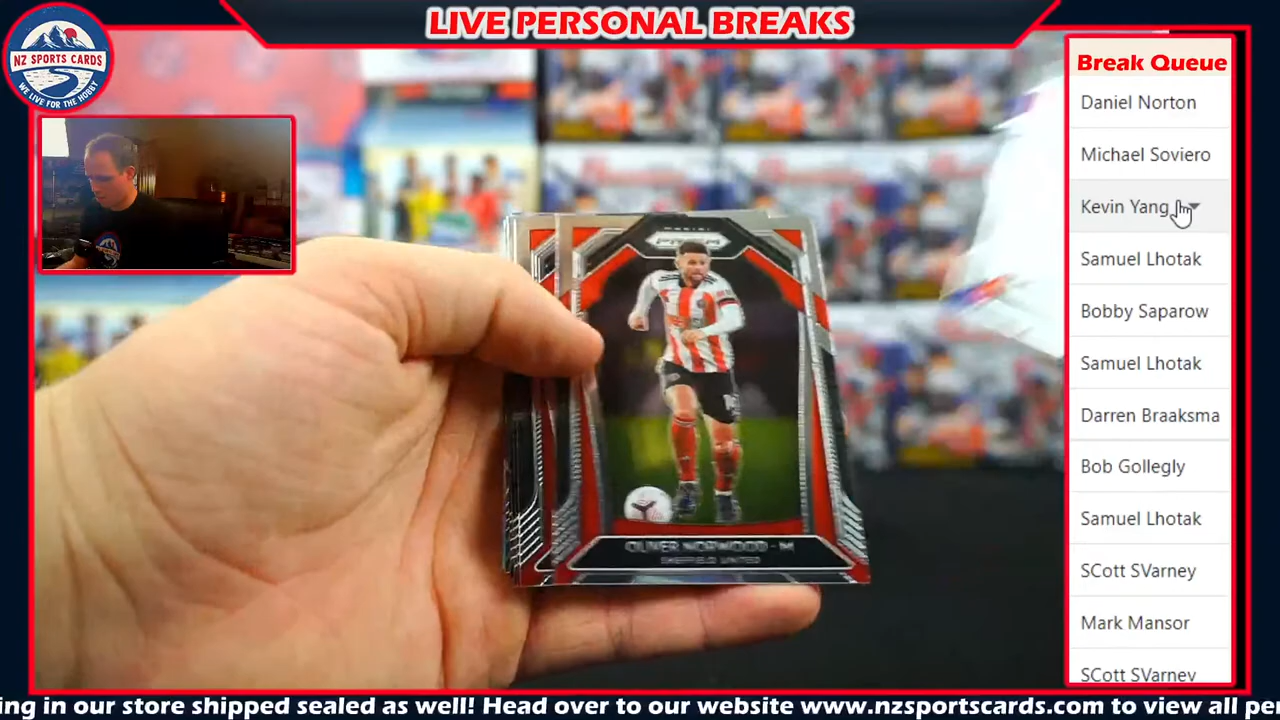 LIVE PERSONAL BREAKS
NZ SPORTS CARDS
WE LIVE FOR THE HOBBY
Break Queue
Daniel Norton
Michael Soviero
Kevin Yang
Samuel Lhotak
Bobby Saparow
Samuel Lhotak
Darren Braaksma
Bob Gollegly
Samuel Lhotak
SCott SVarney
Mark Mansor
SCott SVarney
PANINI
PRIZM
OLIVER NORWOOD - M
SHEFFIELD UNITED
ing in our store shipped sealed as well! Head over to our website www.nzsportscards.com to view all per